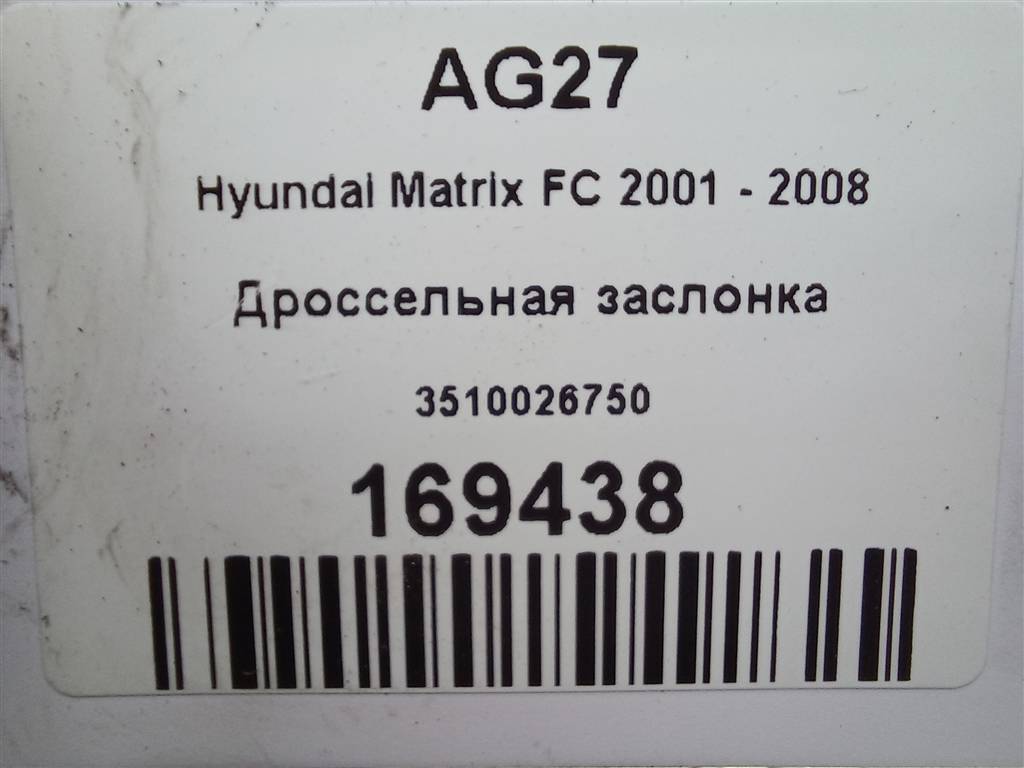 AG27
Hyundai Matrix FC 2001 - 2008
Дроссельная заслонка
3510026750
169438